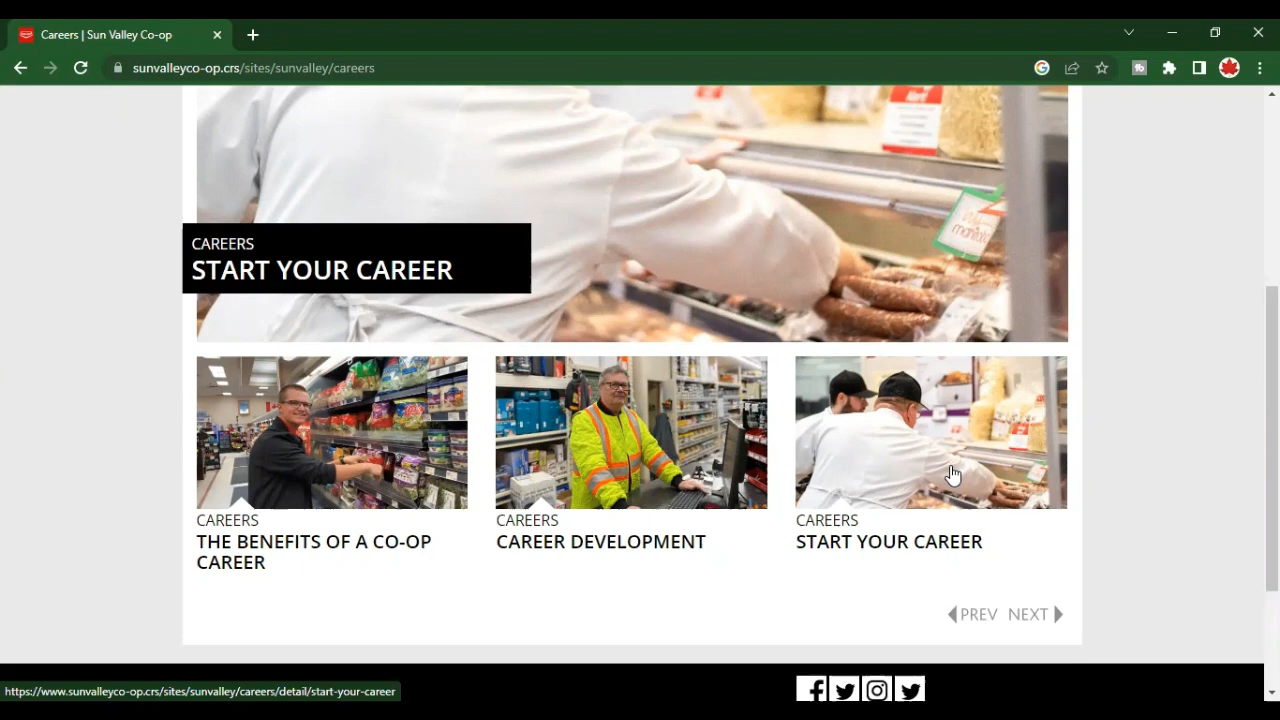 Careers | Sun Valley Co-op
sunvalleyco-op.crs/sites/sunvalley/careers
CAREERS
START YOUR CAREER
CAREERS
THE BENEFITS OF A CO-OP
CAREER
CAREERS
CAREER DEVELOPMENT
CAREERS
START YOUR CAREER
PREV NEXT
https://www.sunvalleyco-op.crs/sites/sunvalley/careers/detail/start-your-career